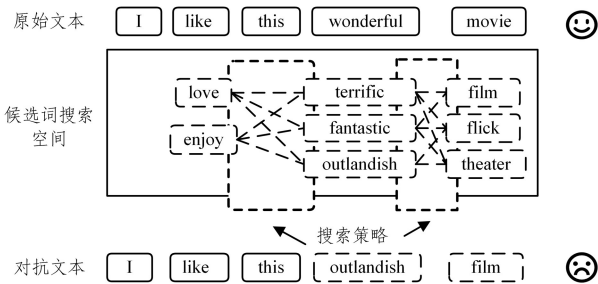 原始文本 I like this wonderful movie
love terrific film
候选词搜索
空间
enjoy fantastic flick
outlandish theater
搜索策略
对抗文本 I like this outlandish film